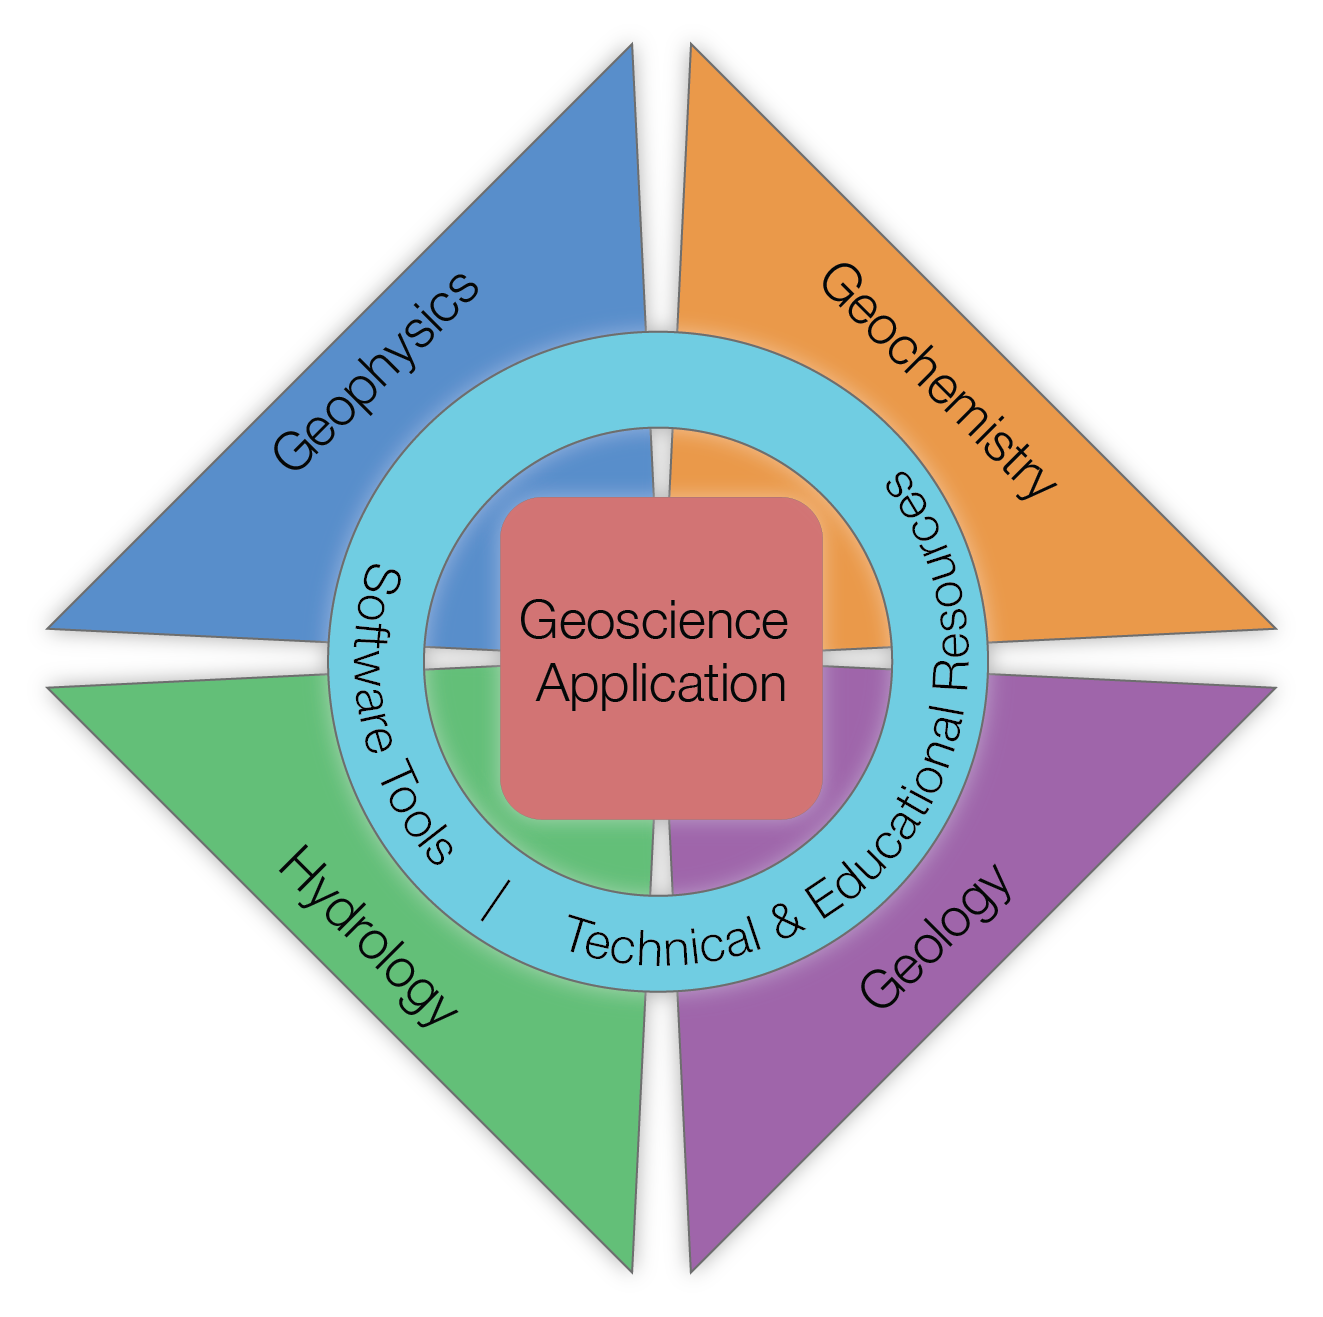 Geophysics
Geochemistry
Geoscience
Application
Software Tools | Technical & Educational Resources
Hydrology
Geology